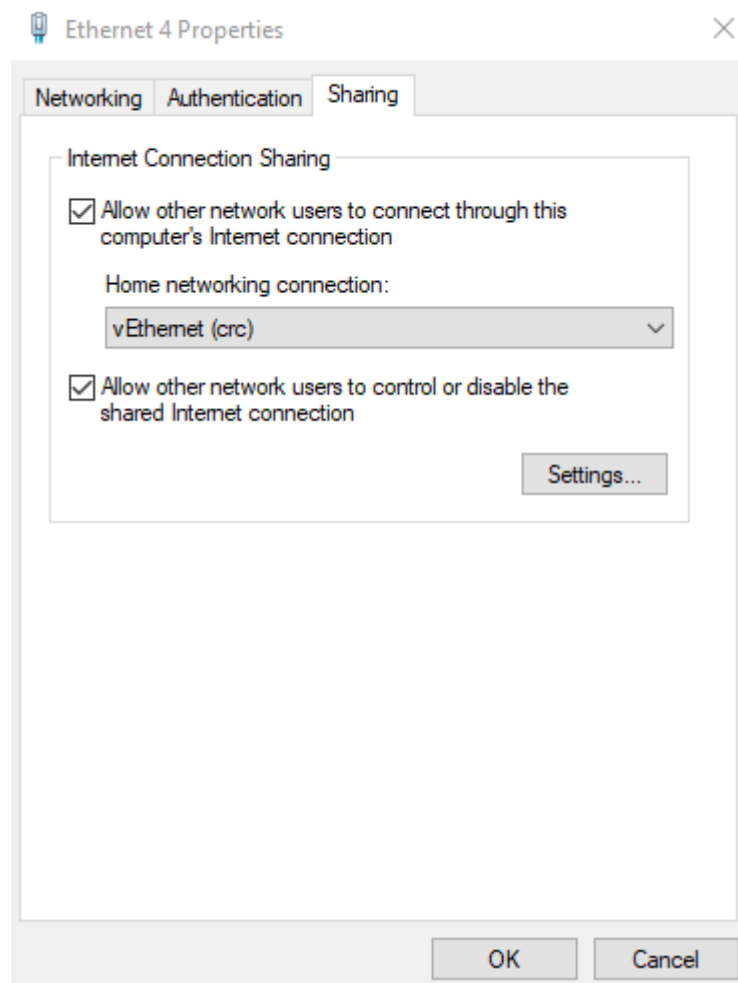 Ethernet 4 Properties
Networking
Authentication
Sharing
Internet Connection Sharing
Allow other network users to connect through this
computer's Internet connection
Home networking connection:
vEthernet (crc)
Allow other network users to control or disable the
shared Internet connection
Settings...
OK
Cancel